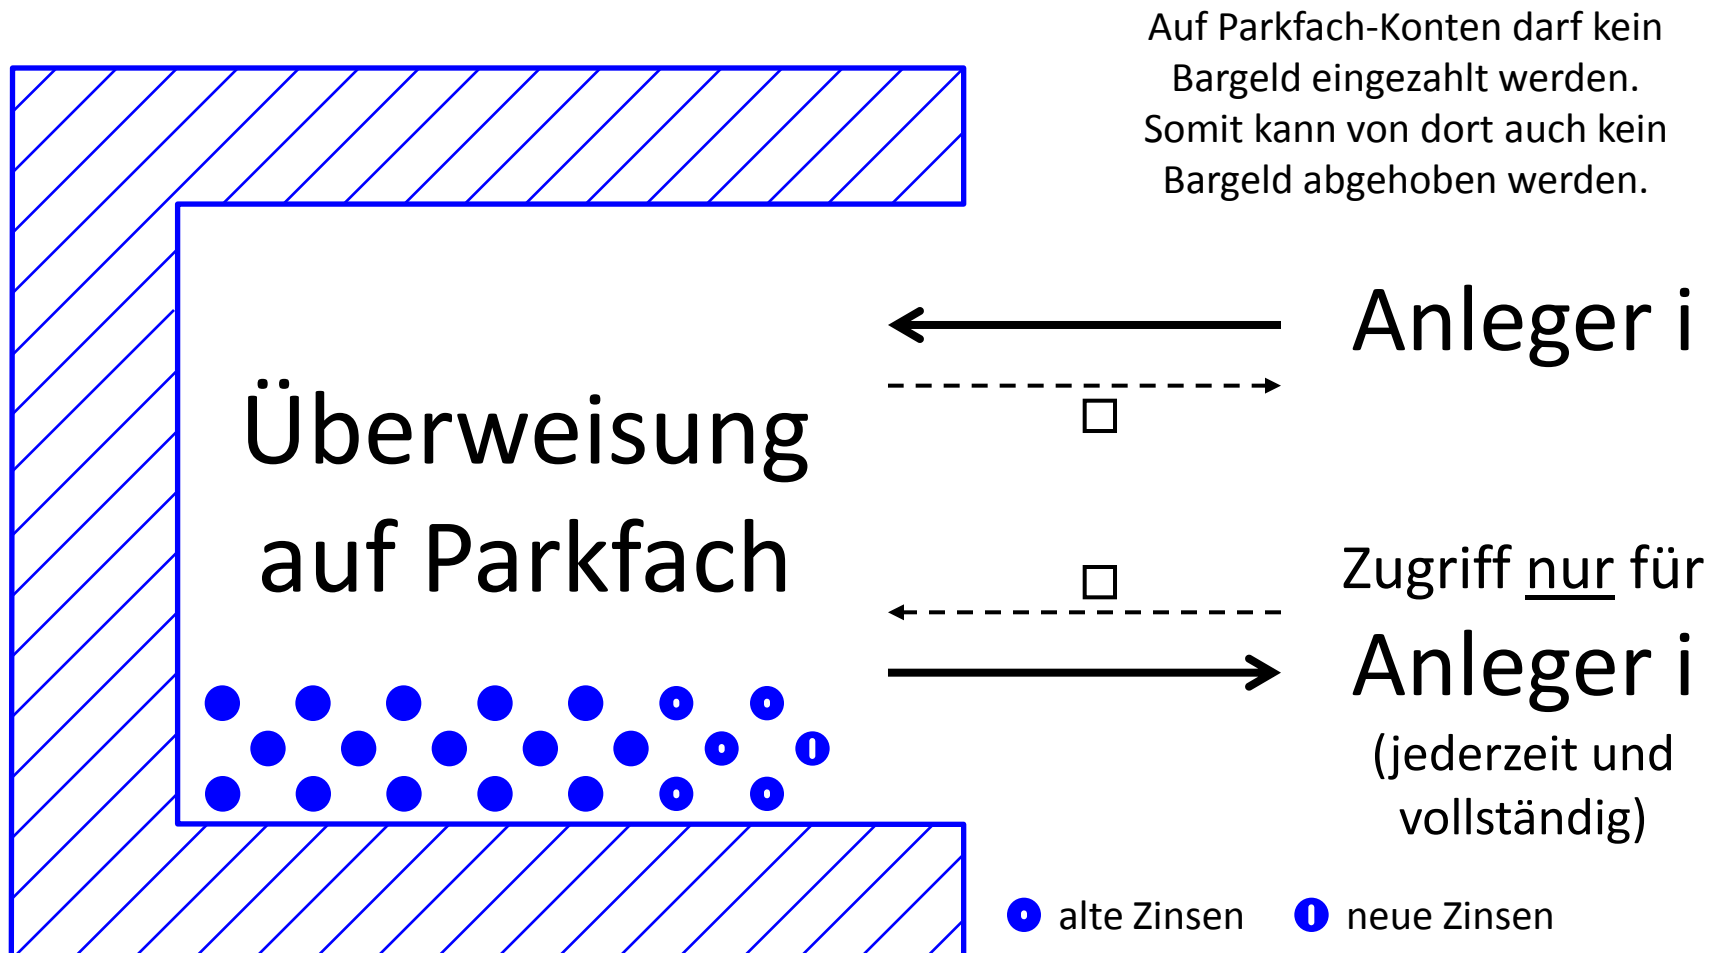 Auf Parkfach-Konten darf kein
Bargeld eingezahlt werden.
Somit kann von dort auch kein
Bargeld abgehoben werden.
Anleger i
Überweisung
auf Parkfach
Zugriff nur für
Anleger i
(jederzeit und
vollständig)
alte Zinsen
neue Zinsen